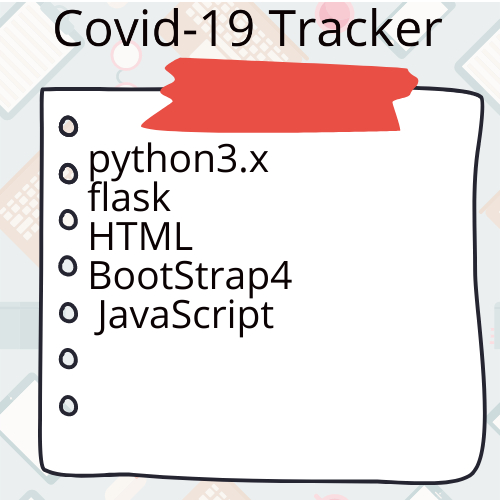 Covid-19 Tracker
python3.x
flask
HTML
BootStrap4
JavaScript